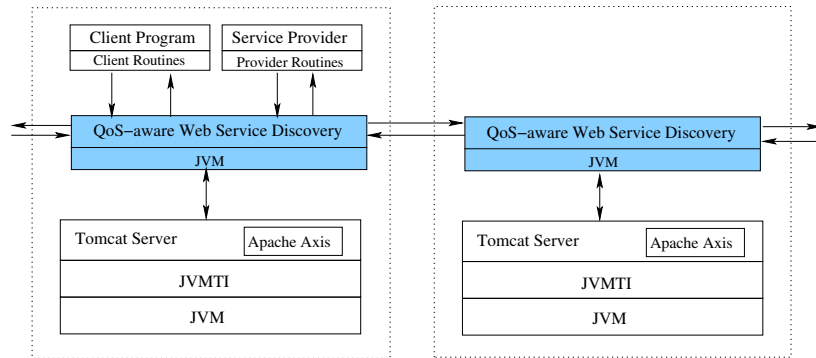 Client Program
Client Routines
Service Provider
Provider Routines
QoS−aware Web Service Discovery
JVM
Tomcat Server
Apache Axis
JVMTI
JVM
QoS−aware Web Service Discovery
JVM
Tomcat Server
Apache Axis
JVMTI
JVM